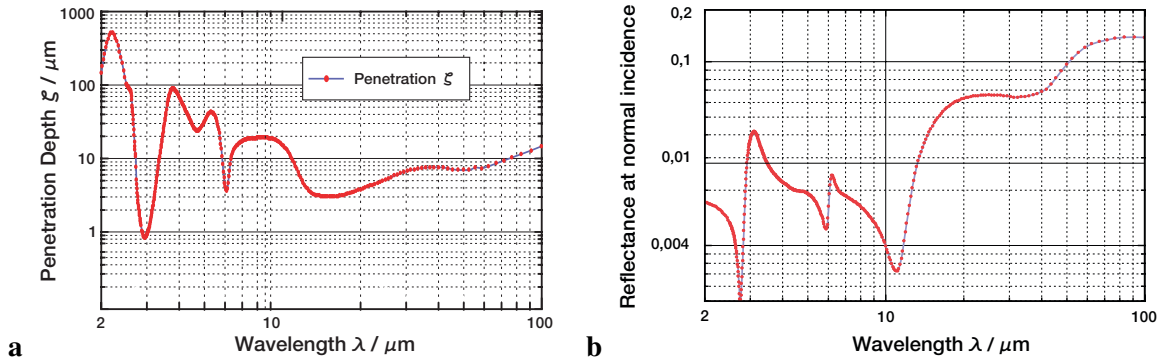 1000
100
10
1
Penetration Depth ζ / μm
Penetration ζ
2
10
100
Wavelength λ / μm
a
0,2
0,1
0,01
0,004
Reflectance at normal incidence
2
10
100
Wavelength λ / μm
b